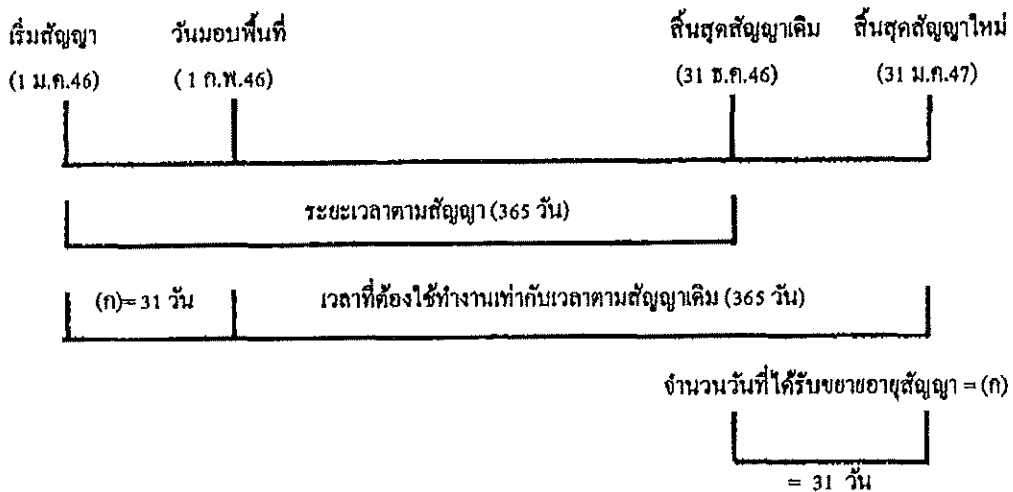 เริ่มสัญญา วันมอบพื้นที่ สิ้นสุดสัญญาเดิม สิ้นสุดสัญญาใหม่
(1 ม.ค.46) (1 ก.พ.46) (31 ธ.ค.46) (31 ม.ค.47)
ระยะเวลาตามสัญญา (365 วัน)
(ก)= 31 วัน เวลาที่ต้องใช้ทำงานเท่ากับเวลาตามสัญญาเดิม (365 วัน)
จำนวนวันที่ได้รับขยายอายุสัญญา = (ก)
= 31 วัน